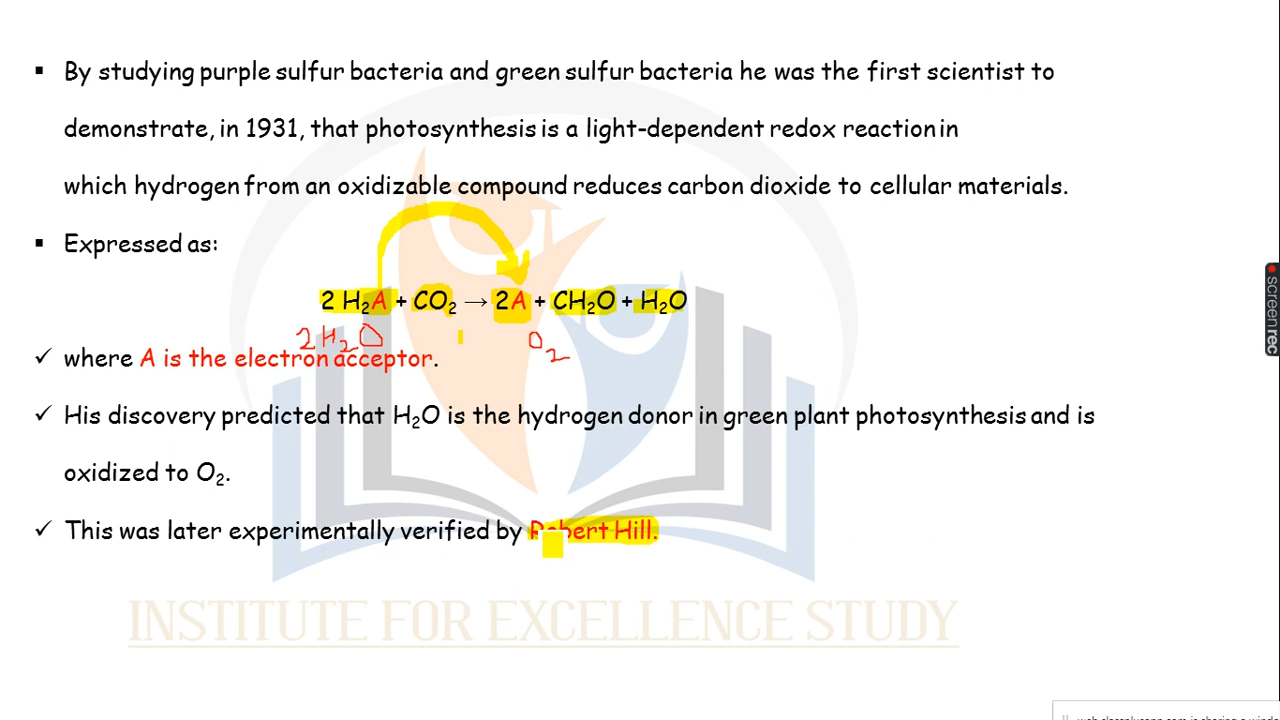 ▪ By studying purple sulfur bacteria and green sulfur bacteria he was the first scientist to
demonstrate, in 1931, that photosynthesis is a light-dependent redox reaction in
which hydrogen from an oxidizable compound reduces carbon dioxide to cellular materials.
▪ Expressed as:
2 H₂A + CO₂ → 2A + CH₂O + H₂O
2H₂O O₂
✓ where A is the electron acceptor.
✓ His discovery predicted that H₂O is the hydrogen donor in green plant photosynthesis and is
oxidized to O₂.
✓ This was later experimentally verified by Robert Hill.
INSTITUTE FOR EXCELLENCE STUDY
screenrec